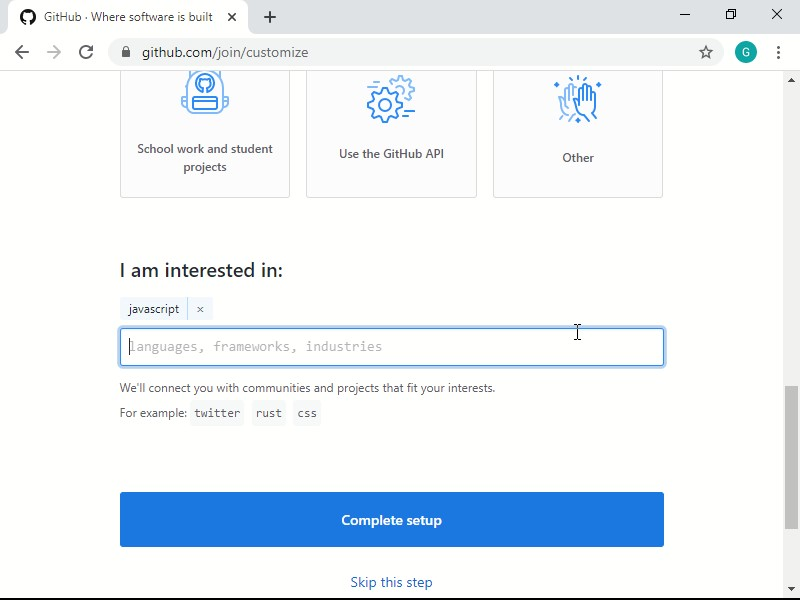 GitHub · Where software is built
github.com/join/customize
G
School work and student
projects
Use the GitHub API
Other
I am interested in:
javascript ×
languages, frameworks, industries
We'll connect you with communities and projects that fit your interests.
For example: twitter rust css
Complete setup
Skip this step